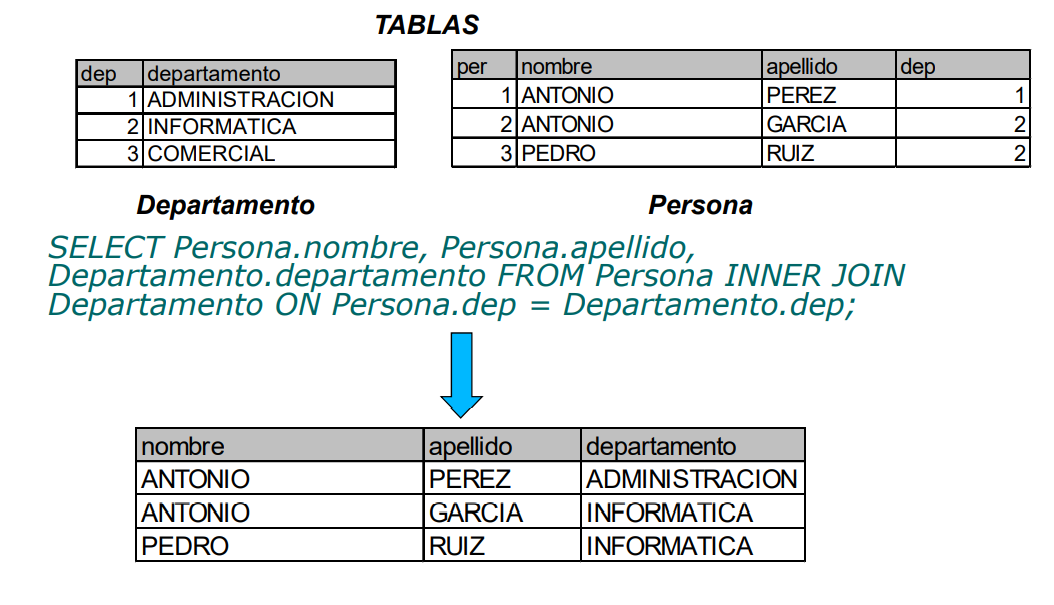 TABLAS
dep departamento
1 ADMINISTRACION
2 INFORMATICA
3 COMERCIAL
per nombre apellido dep
1 ANTONIO PEREZ 1
2 ANTONIO GARCIA 2
3 PEDRO RUIZ 2
Departamento
Persona
SELECT Persona.nombre, Persona.apellido,
Departamento.departamento FROM Persona INNER JOIN
Departamento ON Persona.dep = Departamento.dep;
nombre apellido departamento
ANTONIO PEREZ ADMINISTRACION
ANTONIO GARCIA INFORMATICA
PEDRO RUIZ INFORMATICA